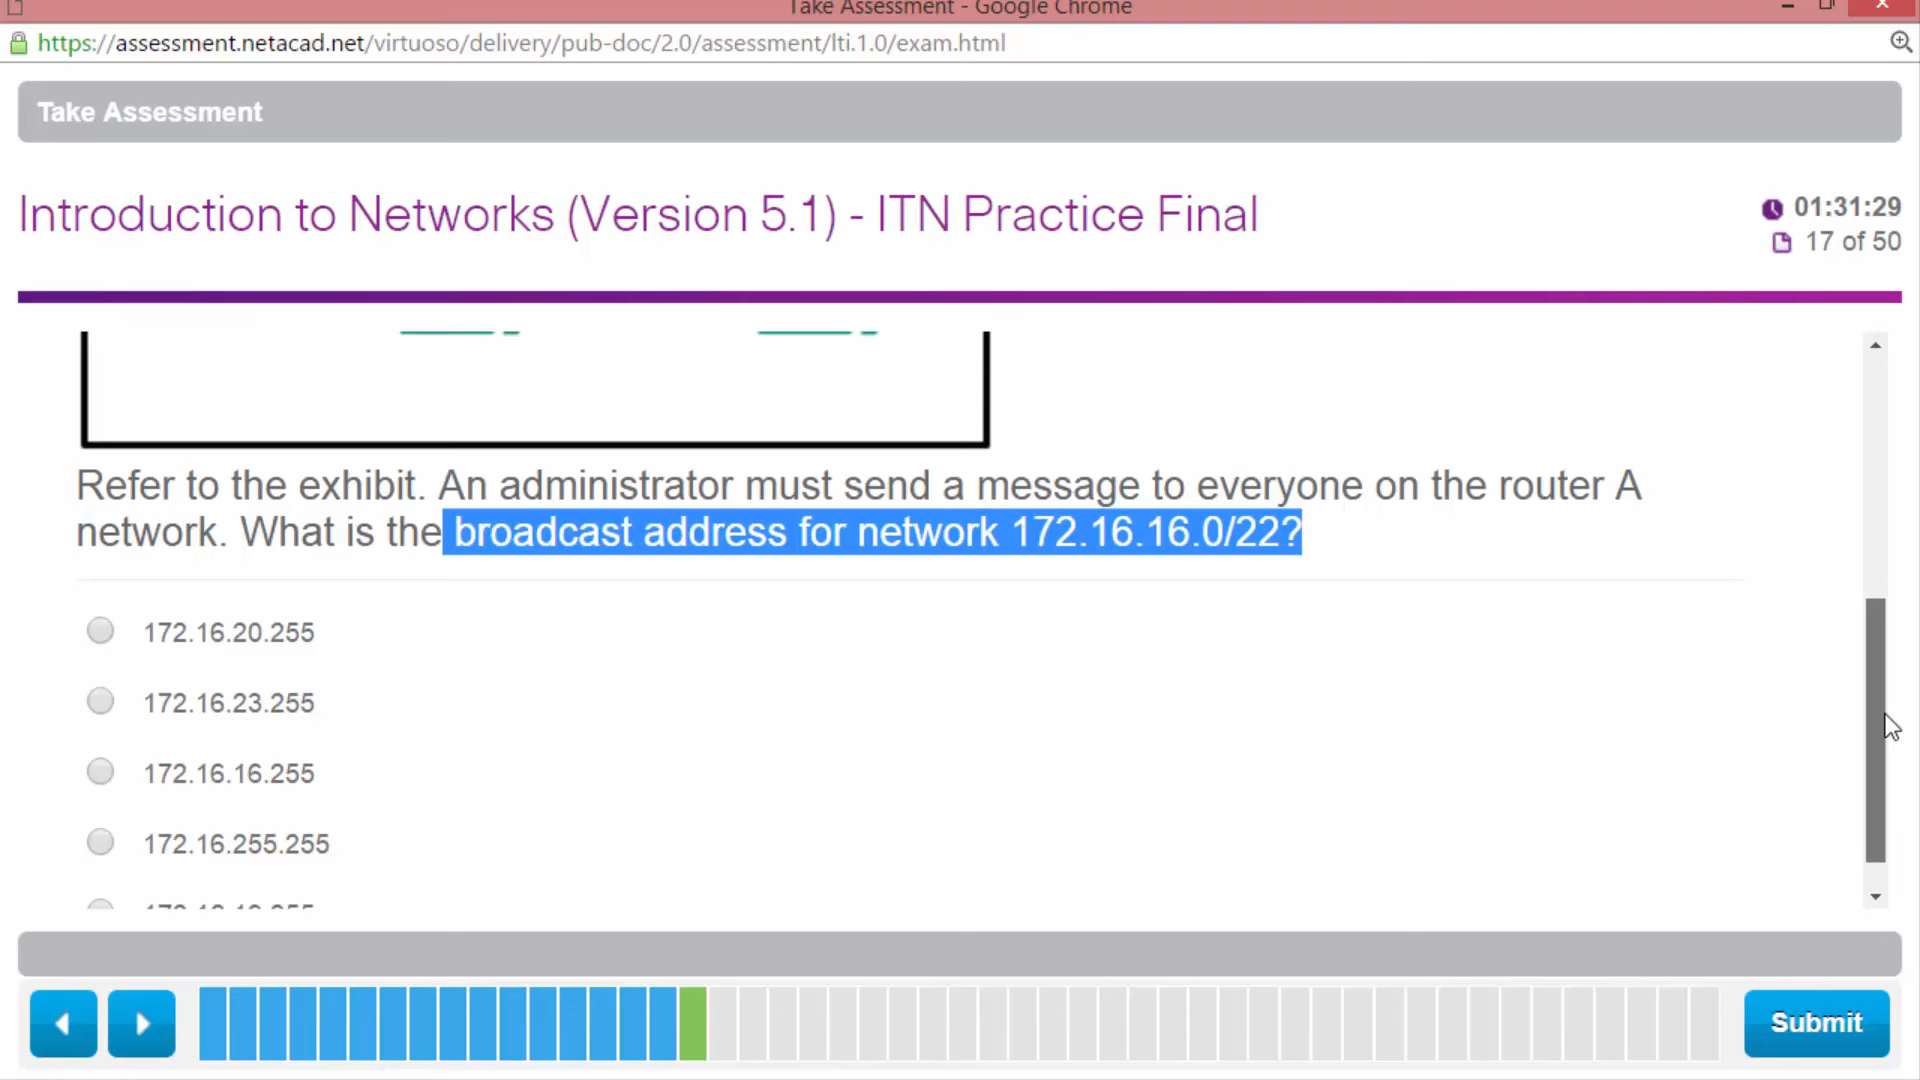 Take Assessment - Google Chrome
https://assessment.netacad.net/virtuoso/delivery/pub-doc/2.0/assessment/lti.1.0/exam.html
Take Assessment
Introduction to Networks (Version 5.1) - ITN Practice Final
01:31:29
17 of 50
Refer to the exhibit. An administrator must send a message to everyone on the router A
network. What is the broadcast address for network 172.16.16.0/22?
172.16.20.255
172.16.23.255
172.16.16.255
172.16.255.255
Submit